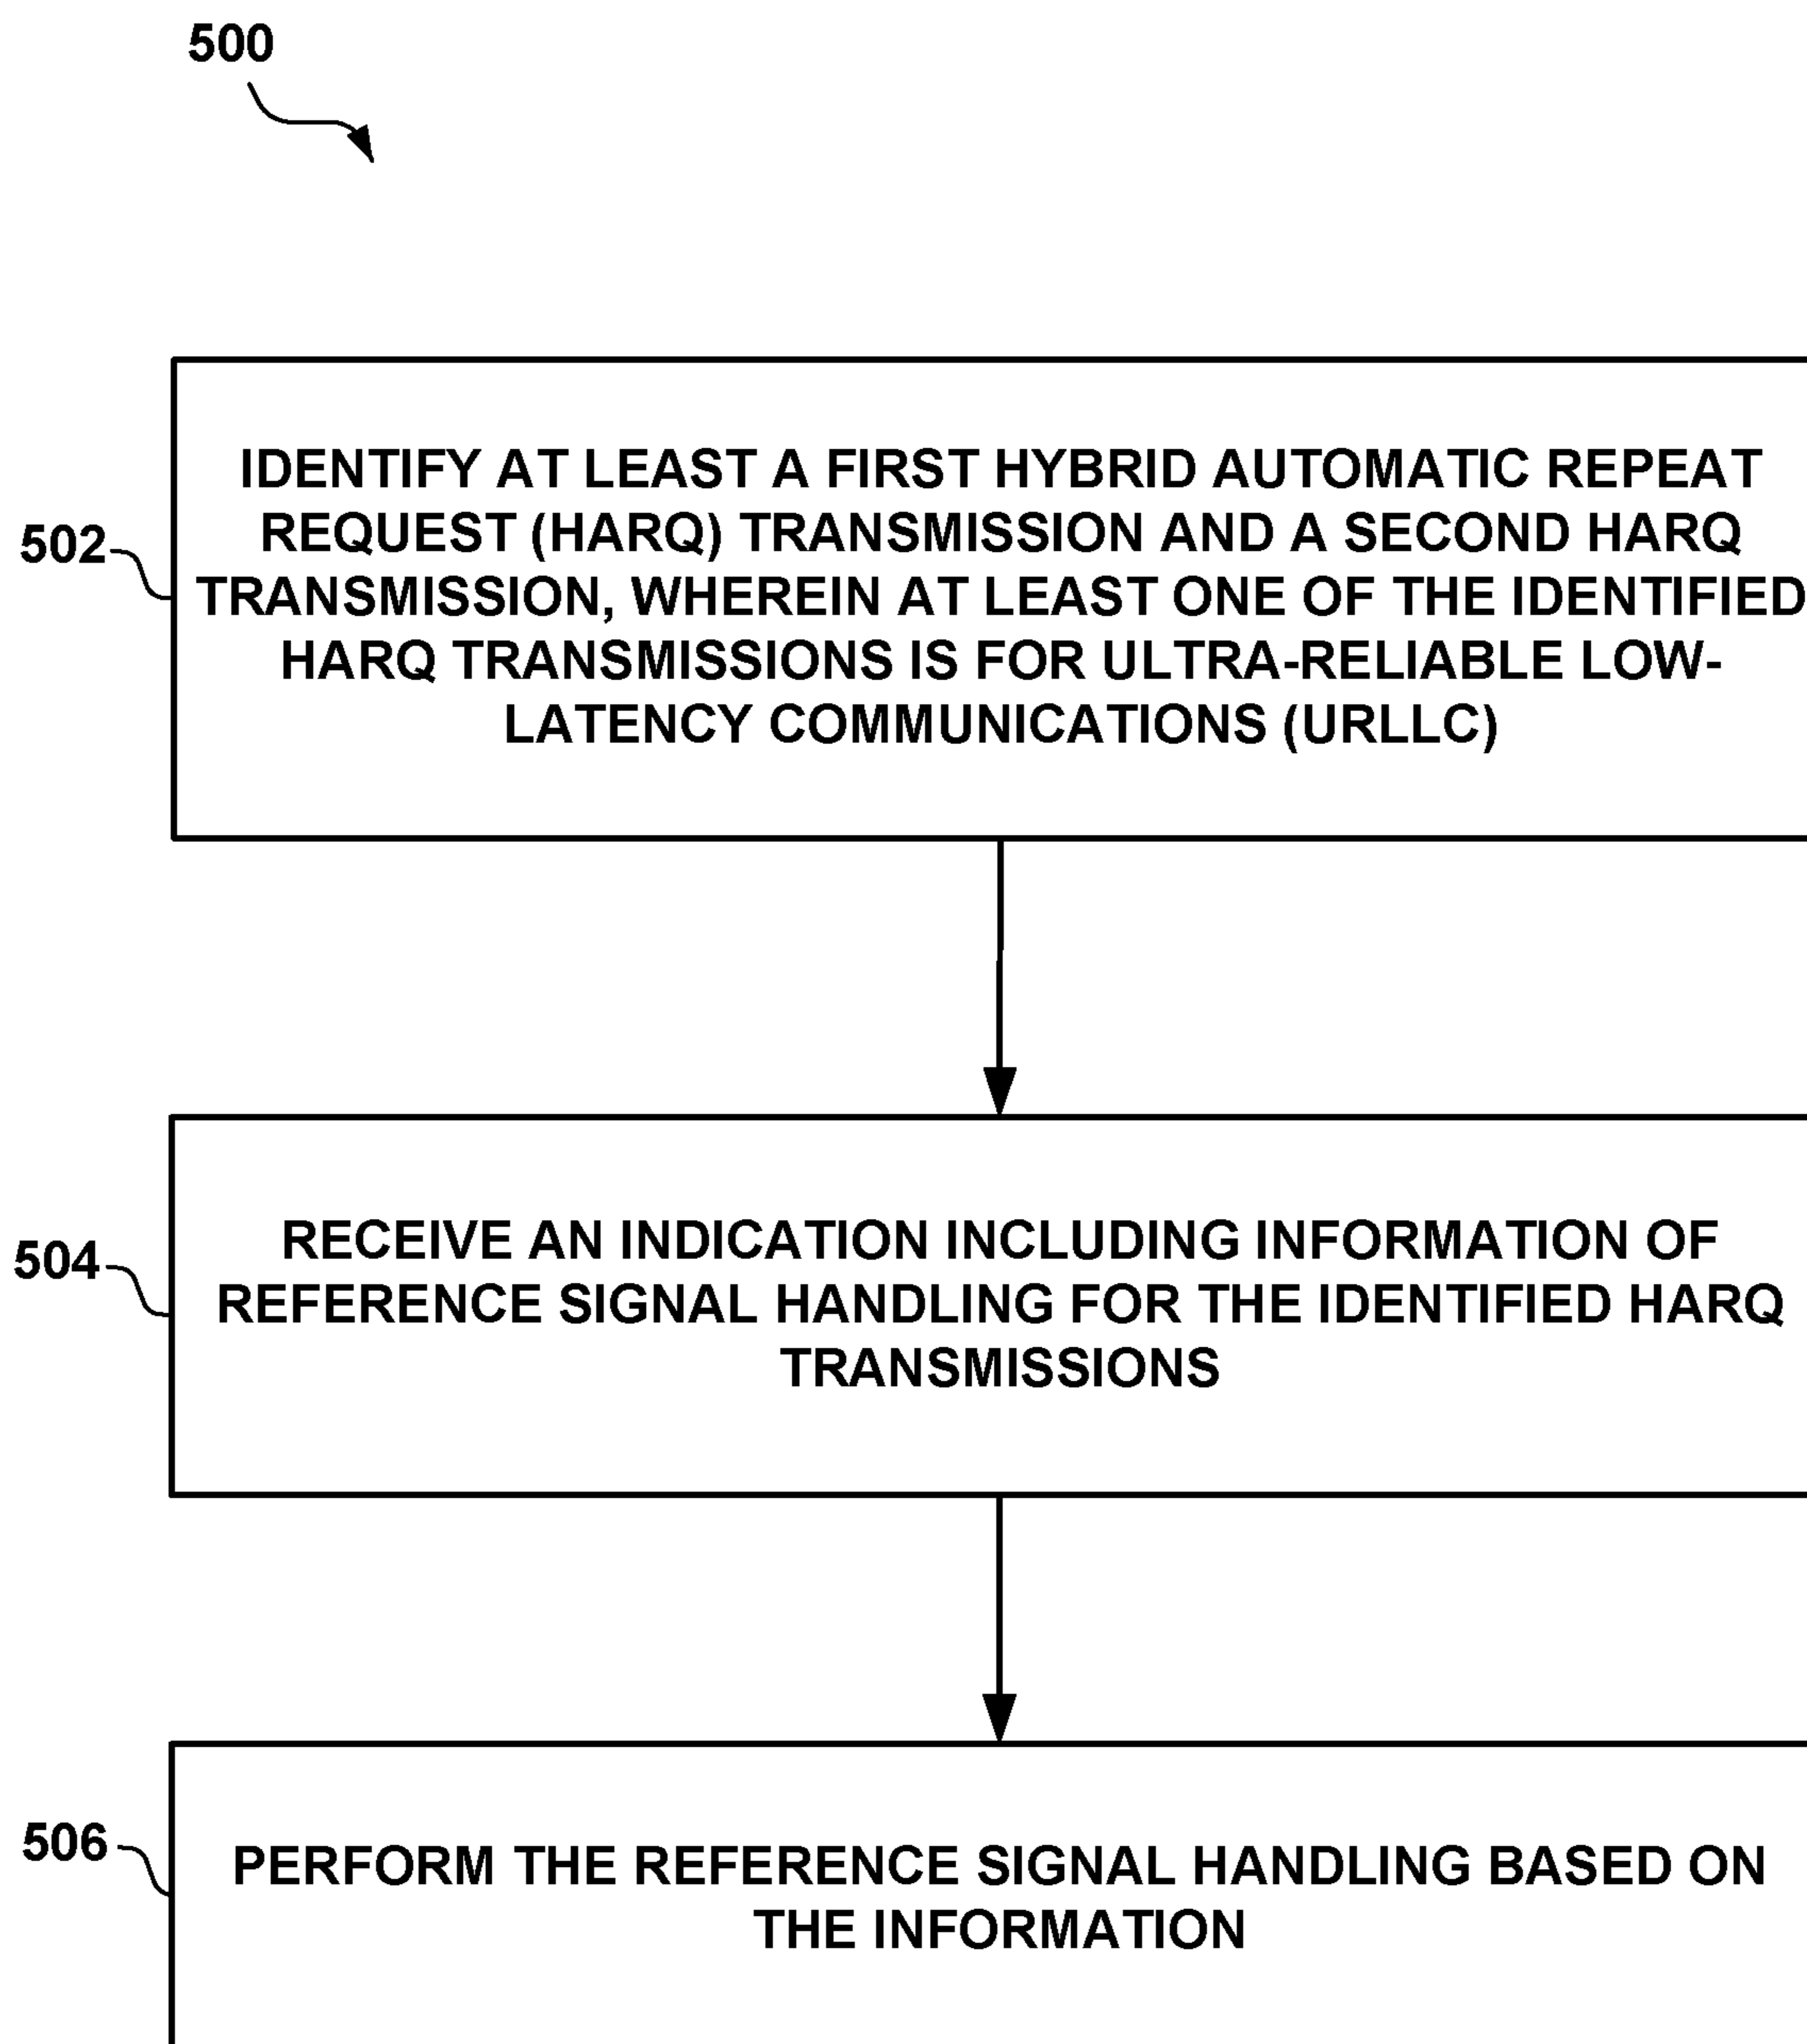 500
502
IDENTIFY AT LEAST A FIRST HYBRID AUTOMATIC REPEAT
REQUEST (HARQ) TRANSMISSION AND A SECOND HARQ
TRANSMISSION, WHEREIN AT LEAST ONE OF THE IDENTIFIED
HARQ TRANSMISSIONS IS FOR ULTRA-RELIABLE LOW-
LATENCY COMMUNICATIONS (URLLC)
504
RECEIVE AN INDICATION INCLUDING INFORMATION OF
REFERENCE SIGNAL HANDLING FOR THE IDENTIFIED HARQ
TRANSMISSIONS
506
PERFORM THE REFERENCE SIGNAL HANDLING BASED ON
THE INFORMATION